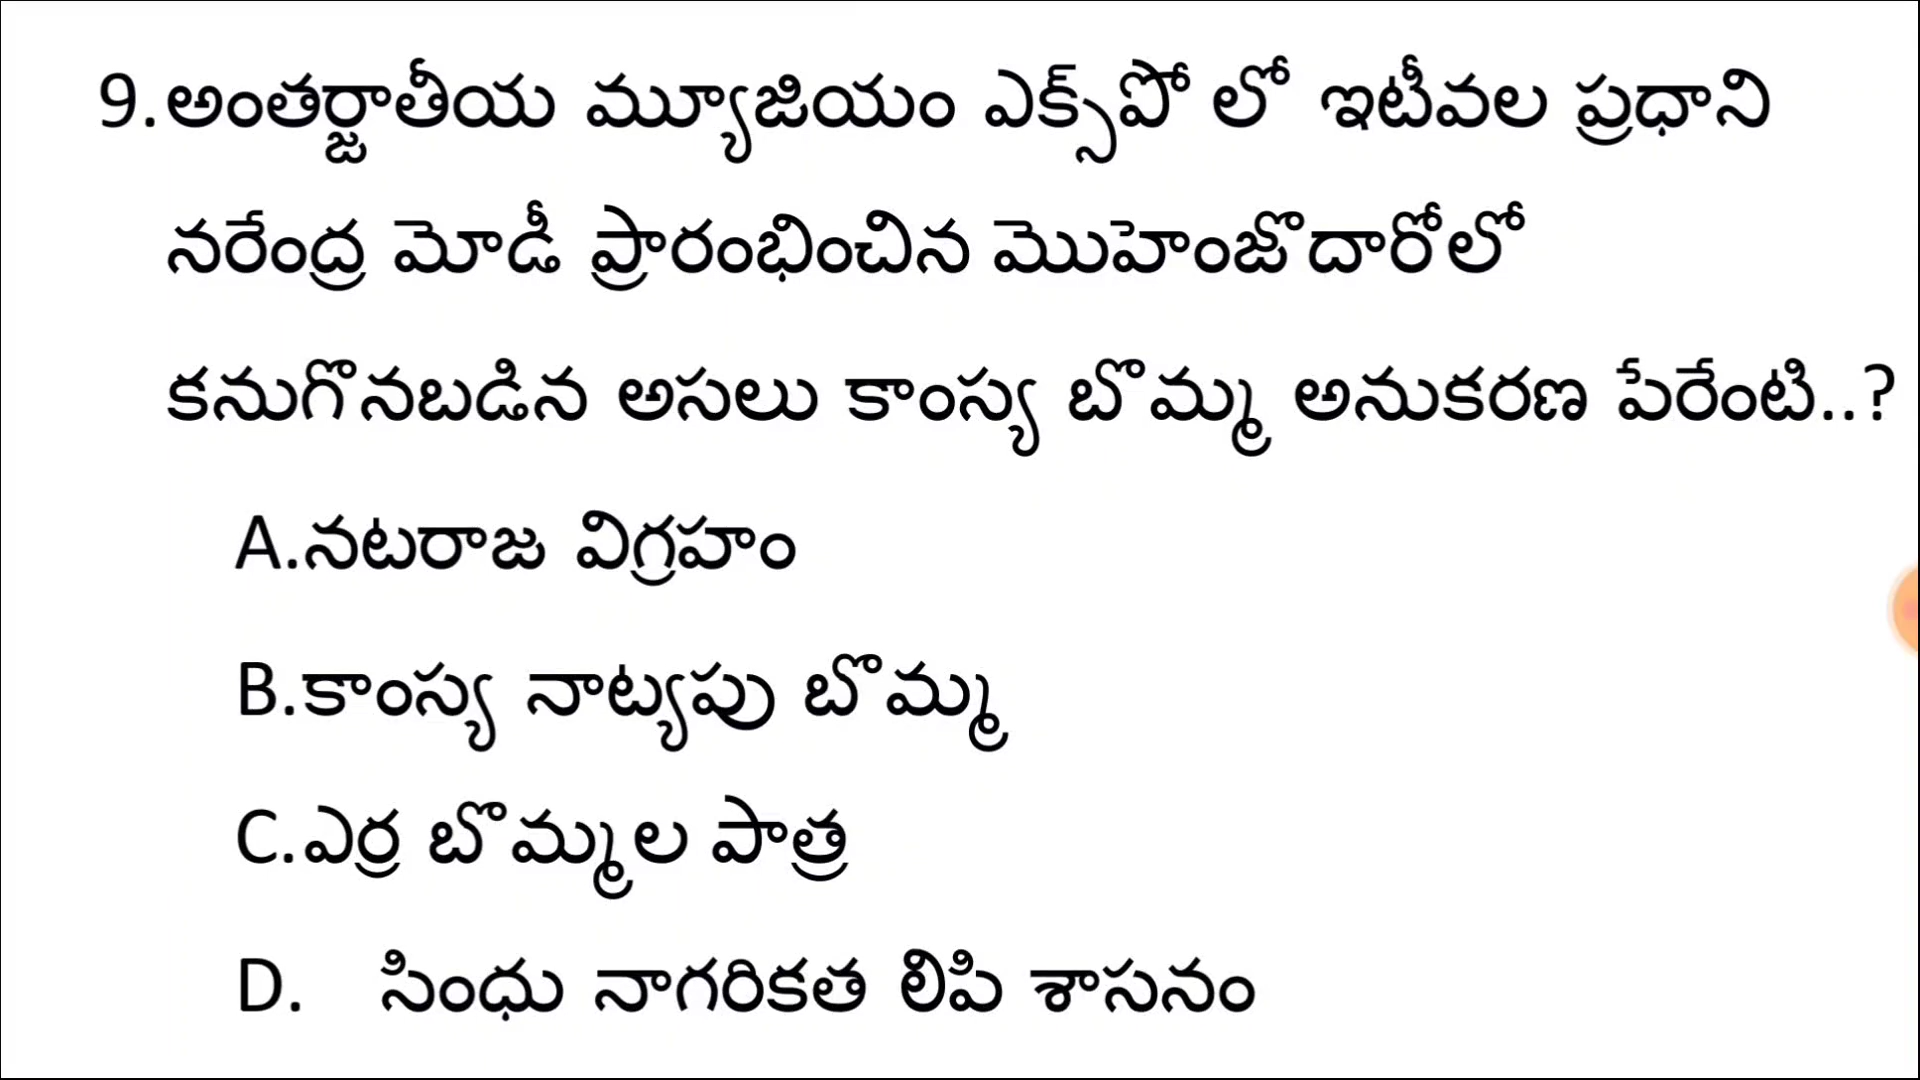 9.అంతర్జాతీయ మ్యూజియం ఎక్స్‌పో లో ఇటీవల ప్రధాని
నరేంద్ర మోడీ ప్రారంభించిన మొహెంజొదారోలో
కనుగొనబడిన అసలు కాంస్య బొమ్మ అనుకరణ పేరేంటి..?
A.నటరాజ విగ్రహం
B.కాంస్య నాట్యపు బొమ్మ
C.ఎర్ర బొమ్మల పాత్ర
D. సింధు నాగరికత లిపి శాసనం